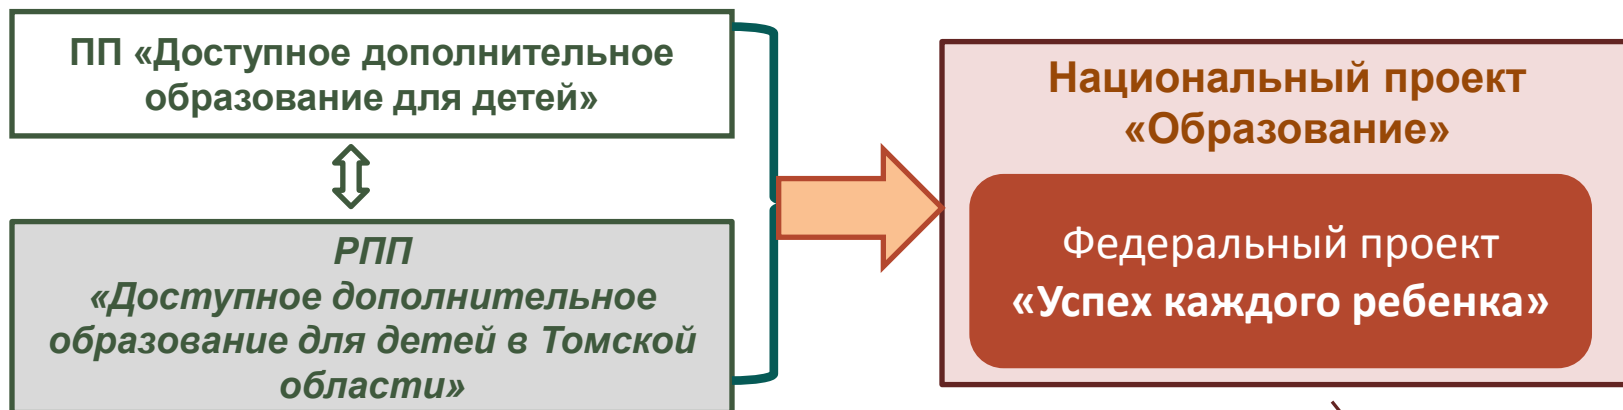 ПП «Доступное дополнительное
образование для детей»
РПП
«Доступное дополнительное
образование для детей в Томской
области»
Национальный проект
«Образование»
Федеральный проект
«Успех каждого ребенка»